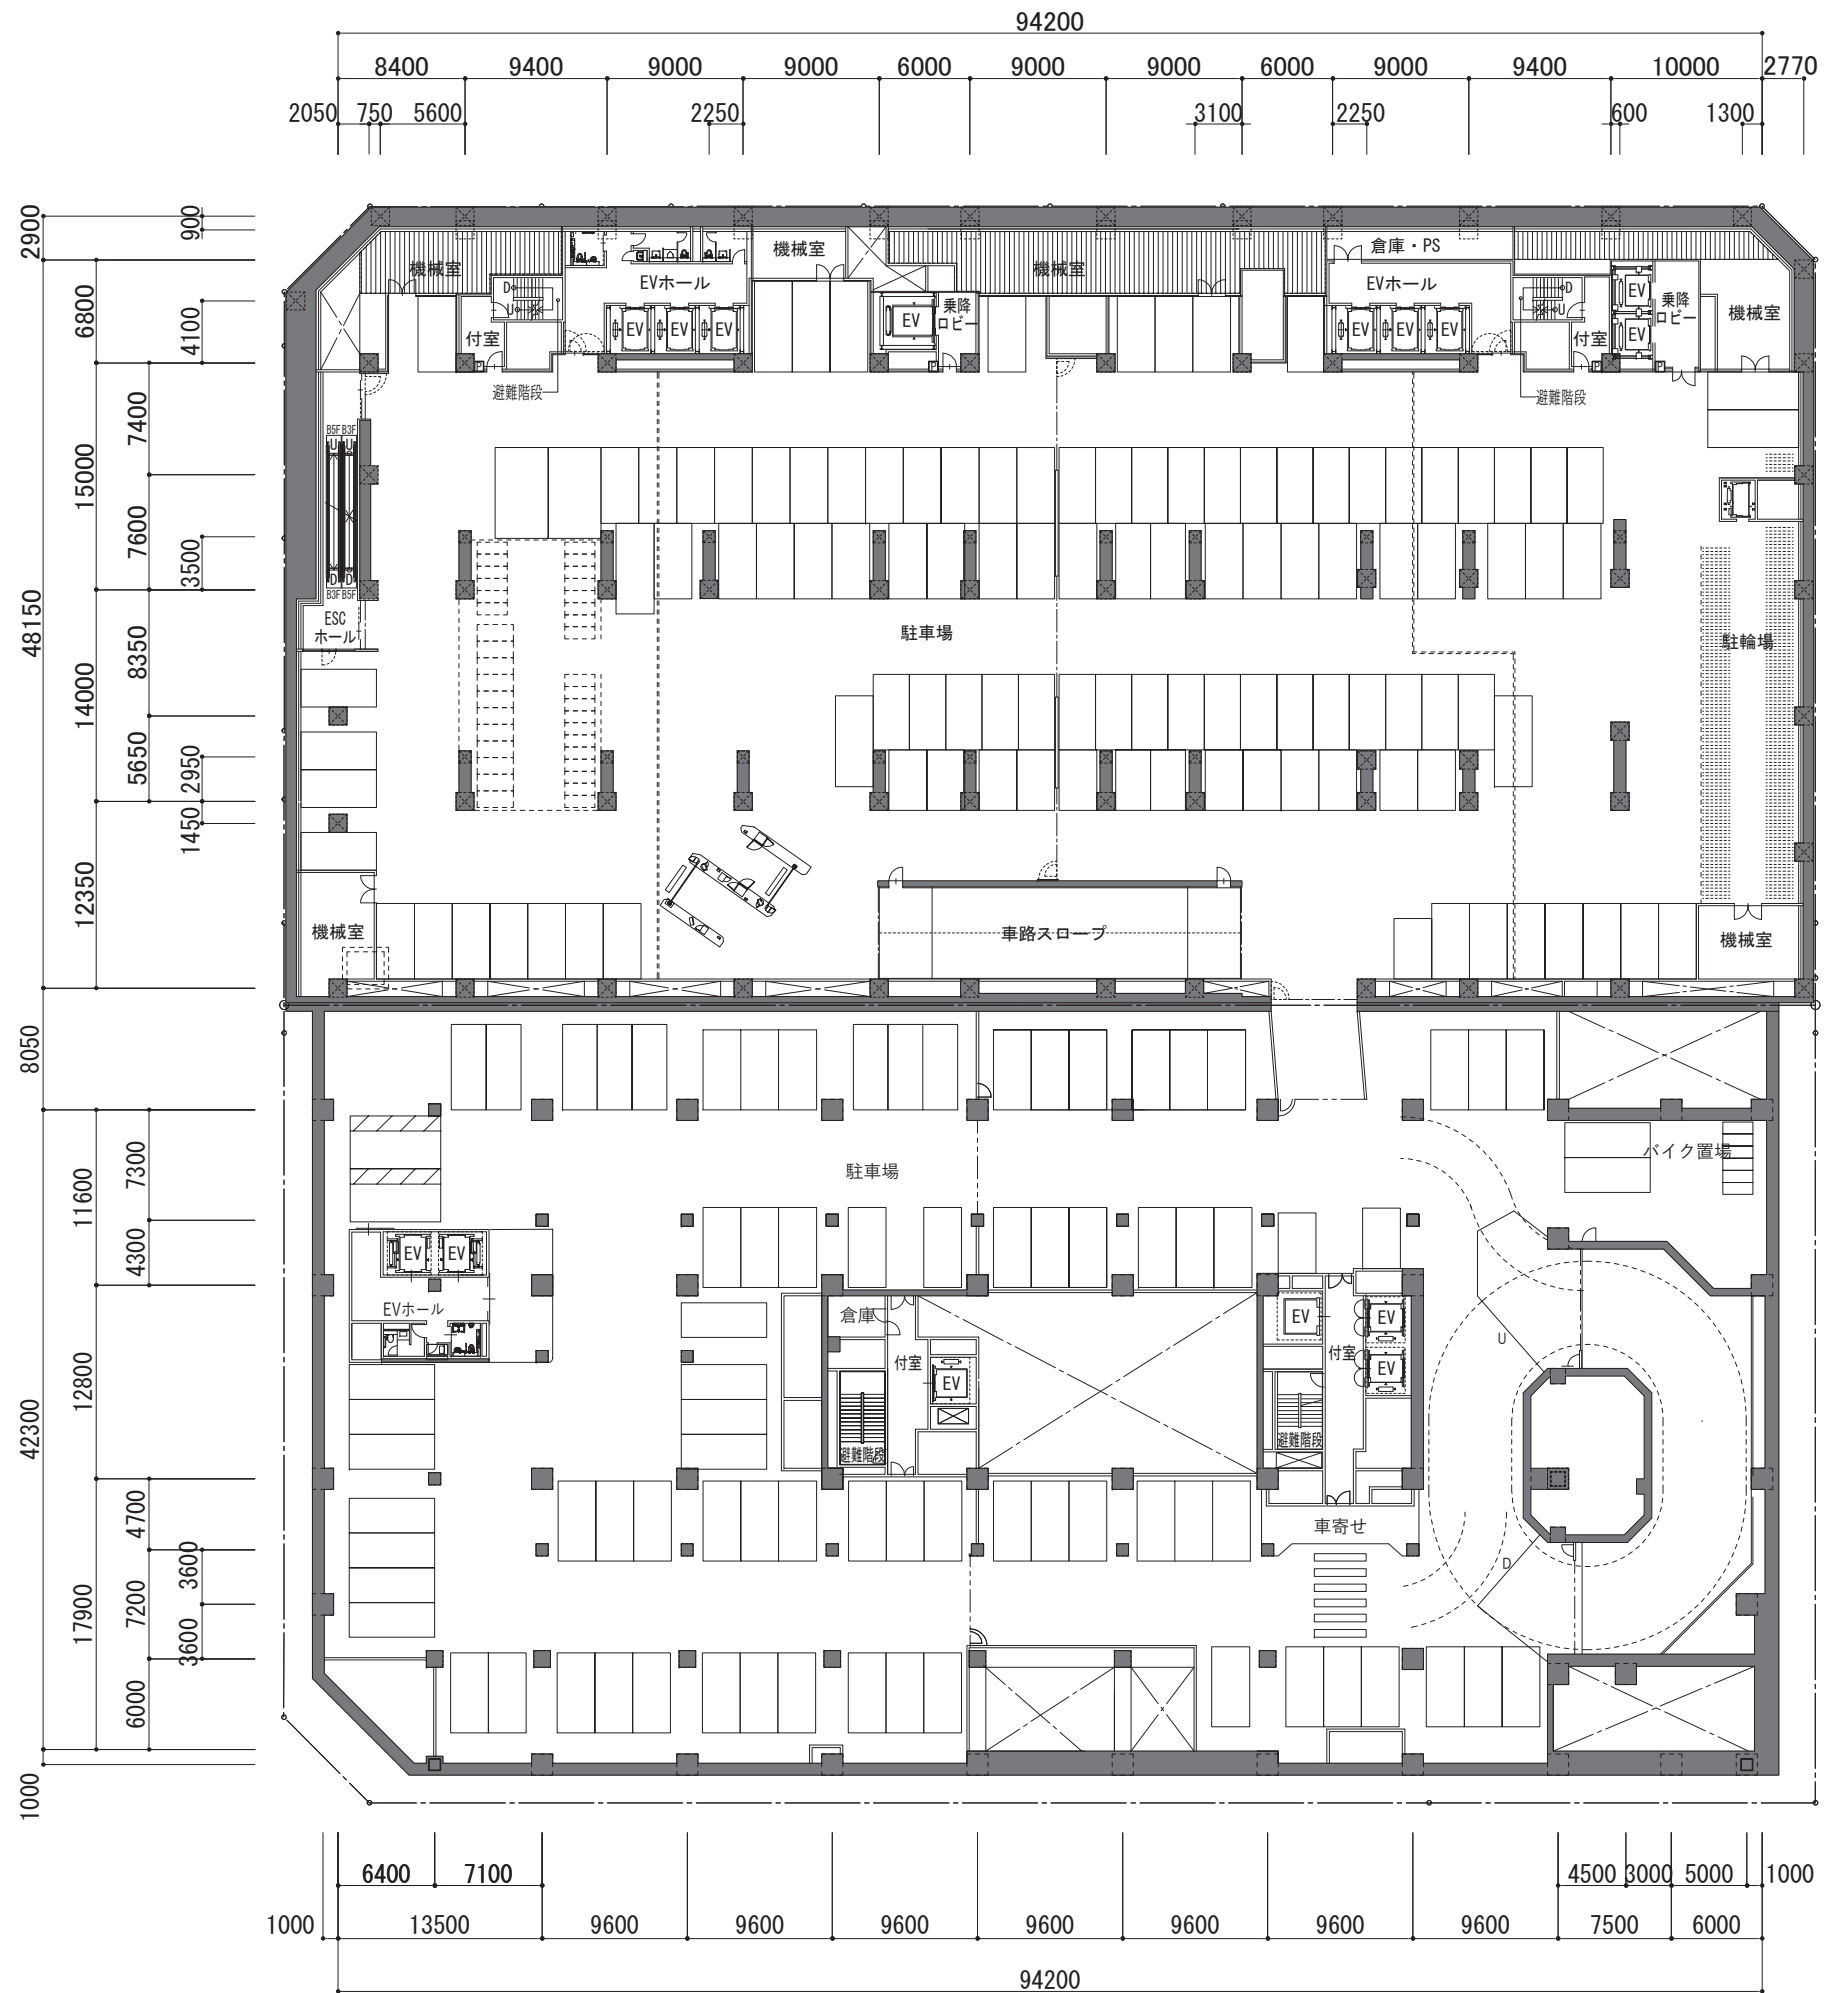 94200
8400 9400 9000 9000 6000 9000 9000 6000 9000 9400 10000 2770
2050 750 5600 2250 3100 2250 600 1300
2900
900
6800
4100
48150
15000
7400
7600
3500
14000
8350
5650
2950
1450
12350
8050
42300
11600
7300
4300
12800
17900
4700
7200
3600
3600
6000
1000
機械室
D
U
付室
避難階段
EVホール
EV EV EV
機械室
EV
乗降
ロビー
機械室
倉庫・PS
EVホール
EV EV EV
D
U
付室
避難階段
EV
EV
乗降
ロビー
機械室
B5F B3F
U U
D D
B3F B5F
ESC
ホール
駐車場
駐輪場
機械室
車路スロープ
機械室
駐車場
バイク置場
EV EV
EVホール
倉庫
付室
EV
避難階段
EV
付室
EV
EV
避難階段
車寄せ
U
D
6400 7100 4500 3000 5000 1000
1000 13500 9600 9600 9600 9600 9600 9600 9600 7500 6000
94200